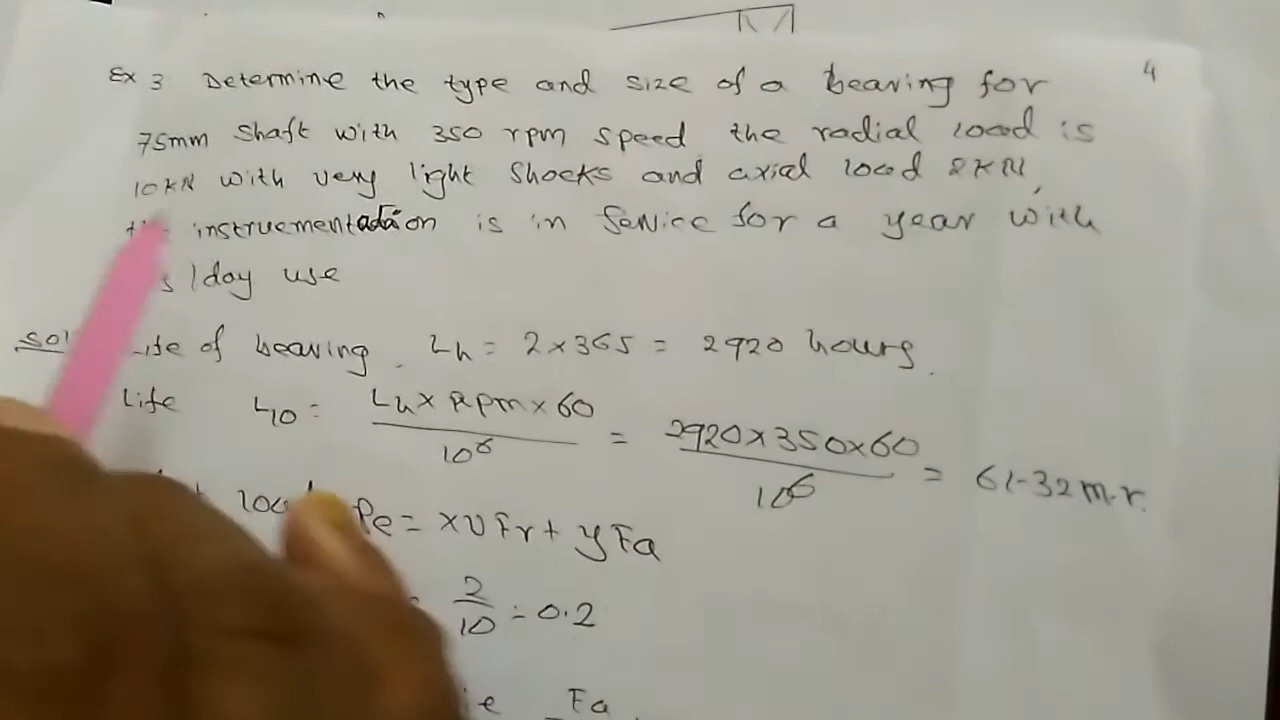 4
Ex 3 Determine the type and size of a bearing for
75mm shaft with 350 rpm speed the radial load is
10 KN with very light shocks and axial load 2KN,
instruementation is in service for a year with
/day use
Life of bearing. Lh = 2×365 = 2920 hours.
Life L10 = Lh × Rpm × 60 / 10^6 = 2920×350×60 / 10^6 = 61.32 m.r.
Pe = XVFr + YFa
2/10 = 0.2
Fa